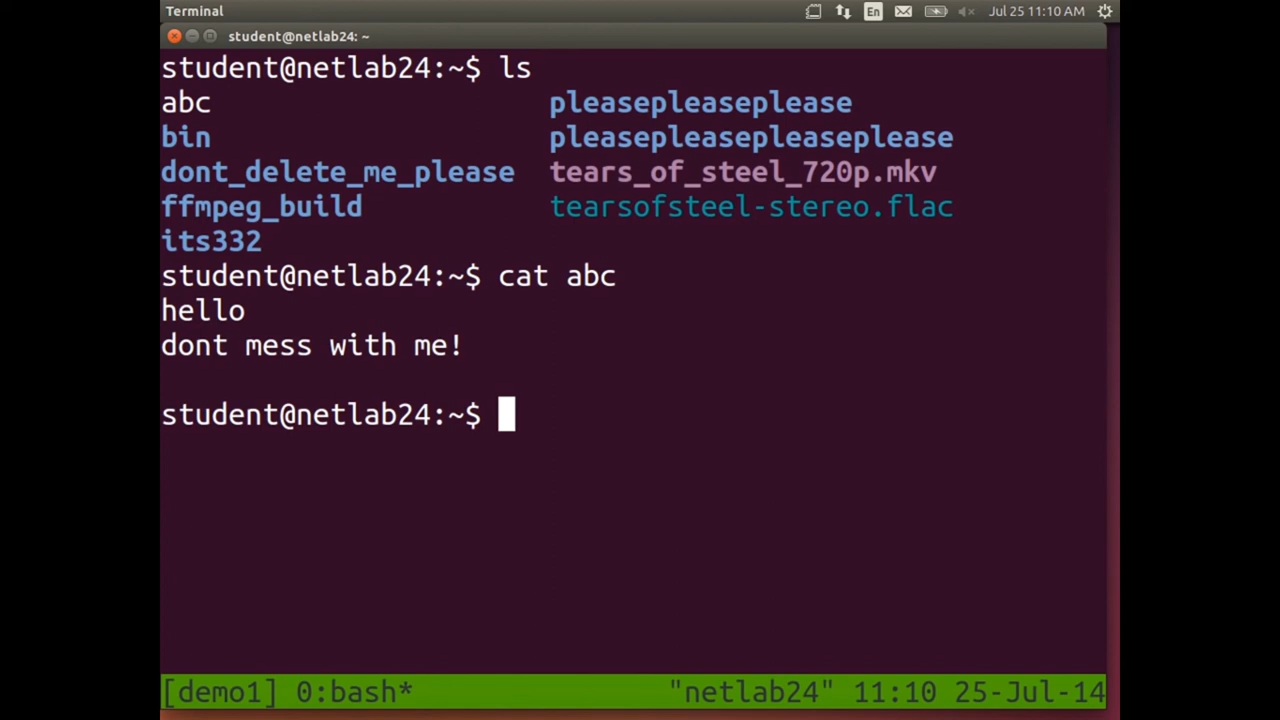 Terminal En Jul 25 11:10 AM
student@netlab24: ~
student@netlab24:~$ ls
abc pleasepleaseplease
bin pleasepleasepleaseplease
dont_delete_me_please tears_of_steel_720p.mkv
ffmpeg_build tearsofsteel-stereo.flac
its332
student@netlab24:~$ cat abc
hello
dont mess with me!
student@netlab24:~$
[demo1] 0:bash* "netlab24" 11:10 25-Jul-14